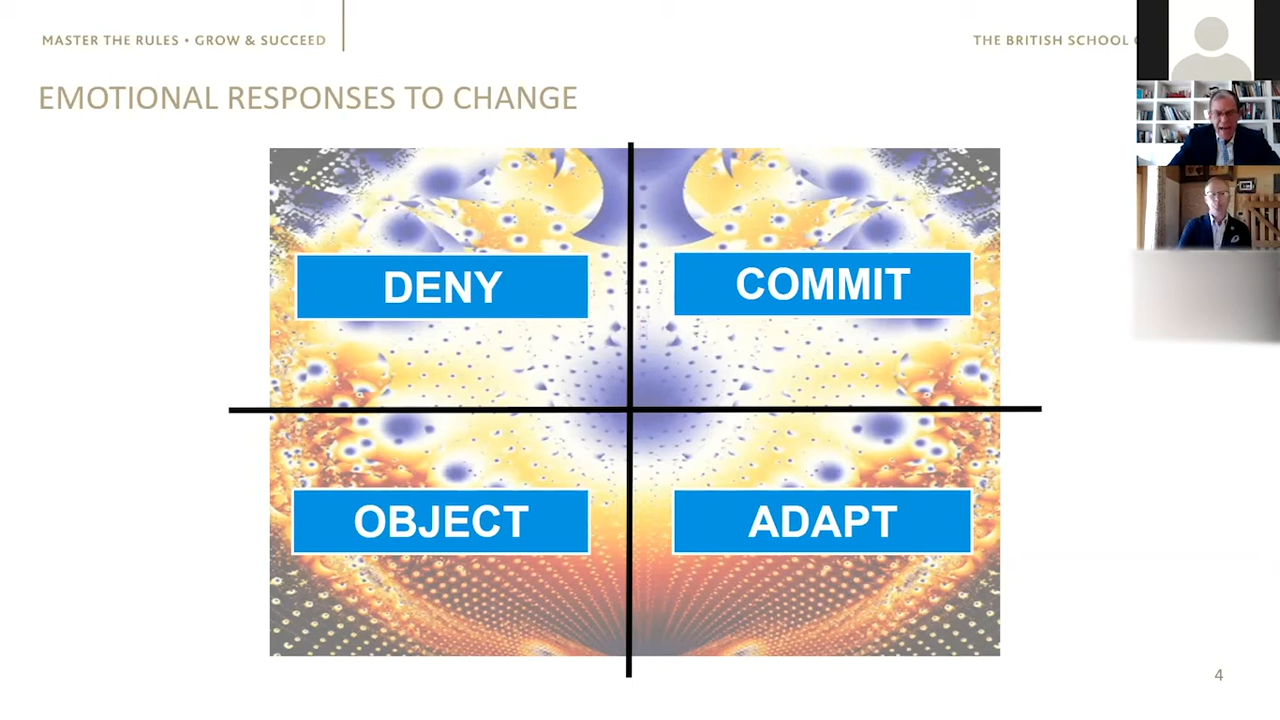 MASTER THE RULES • GROW & SUCCEED
THE BRITISH SCHOOL
EMOTIONAL RESPONSES TO CHANGE
DENY
COMMIT
OBJECT
ADAPT
4